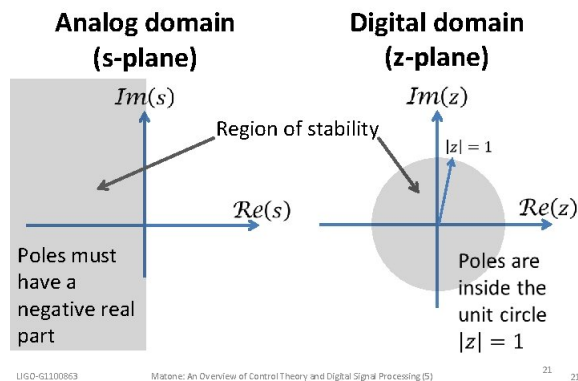 Analog domain
(s-plane)
Digital domain
(z-plane)
Im(s)
Im(z)
Region of stability
|z| = 1
Re(s)
Re(z)
Poles must
have a
negative real
part
Poles are
inside the
unit circle
|z| = 1
LIGO-G1100863
Matone: An Overview of Control Theory and Digital Signal Processing (5)
21